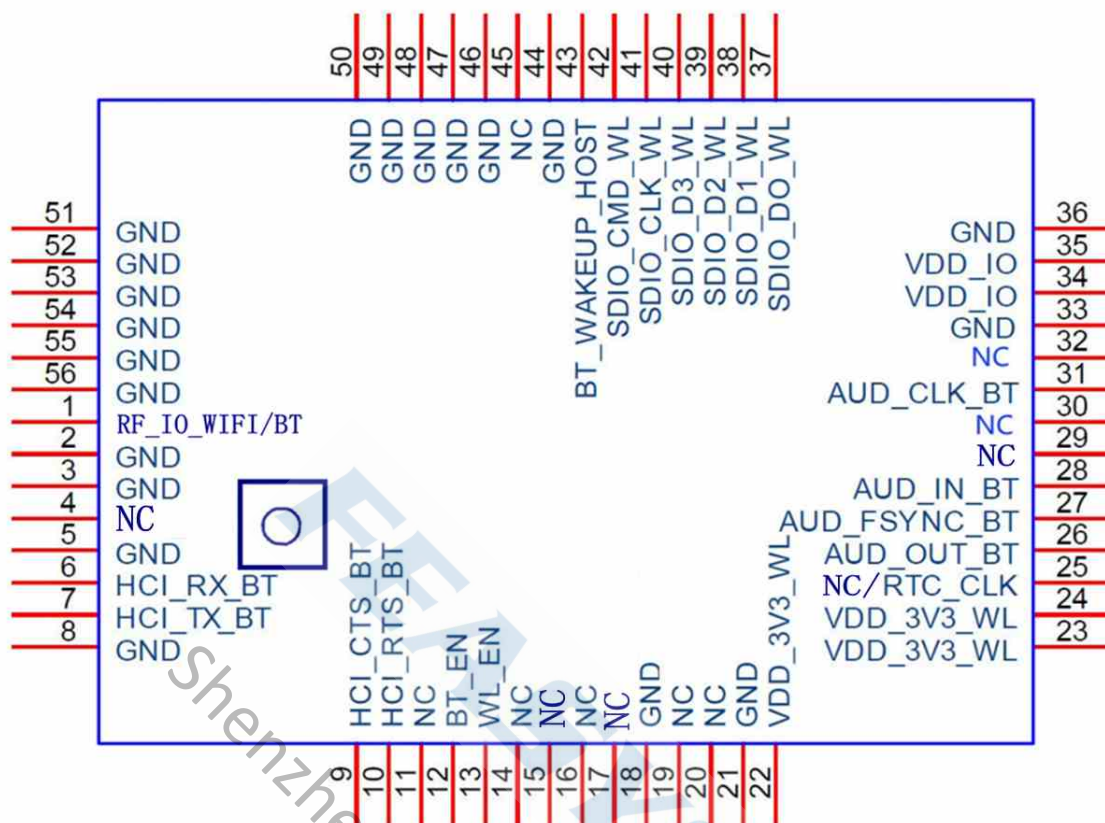 50 49 48 47 46 45 44 43 42 41 40 39 38 37
GND GND GND GND GND NC GND BT_WAKEUP_HOST SDIO_CMD_WL SDIO_CLK_WL SDIO_D3_WL SDIO_D2_WL SDIO_D1_WL SDIO_DO_WL
51 GND
52 GND
53 GND
54 GND
55 GND
56 GND
1 RF_IO_WIFI/BT
2 GND
3 GND
4 NC
5 GND
6 HCI_RX_BT
7 HCI_TX_BT
8 GND
GND 36
VDD_IO 35
VDD_IO 34
GND 33
NC 32
AUD_CLK_BT 31
NC 30
NC 29
AUD_IN_BT 28
AUD_FSYNC_BT 27
AUD_OUT_BT 26
NC/RTC_CLK 25
VDD_3V3_WL 24
VDD_3V3_WL 23
HCI_CTS_BT HCI_RTS_BT NC BT_EN WL_EN NC NC NC NC GND NC NC GND VDD_3V3_WL
9 10 11 12 13 14 15 16 17 18 19 20 21 22
FEASY
Shenzhe